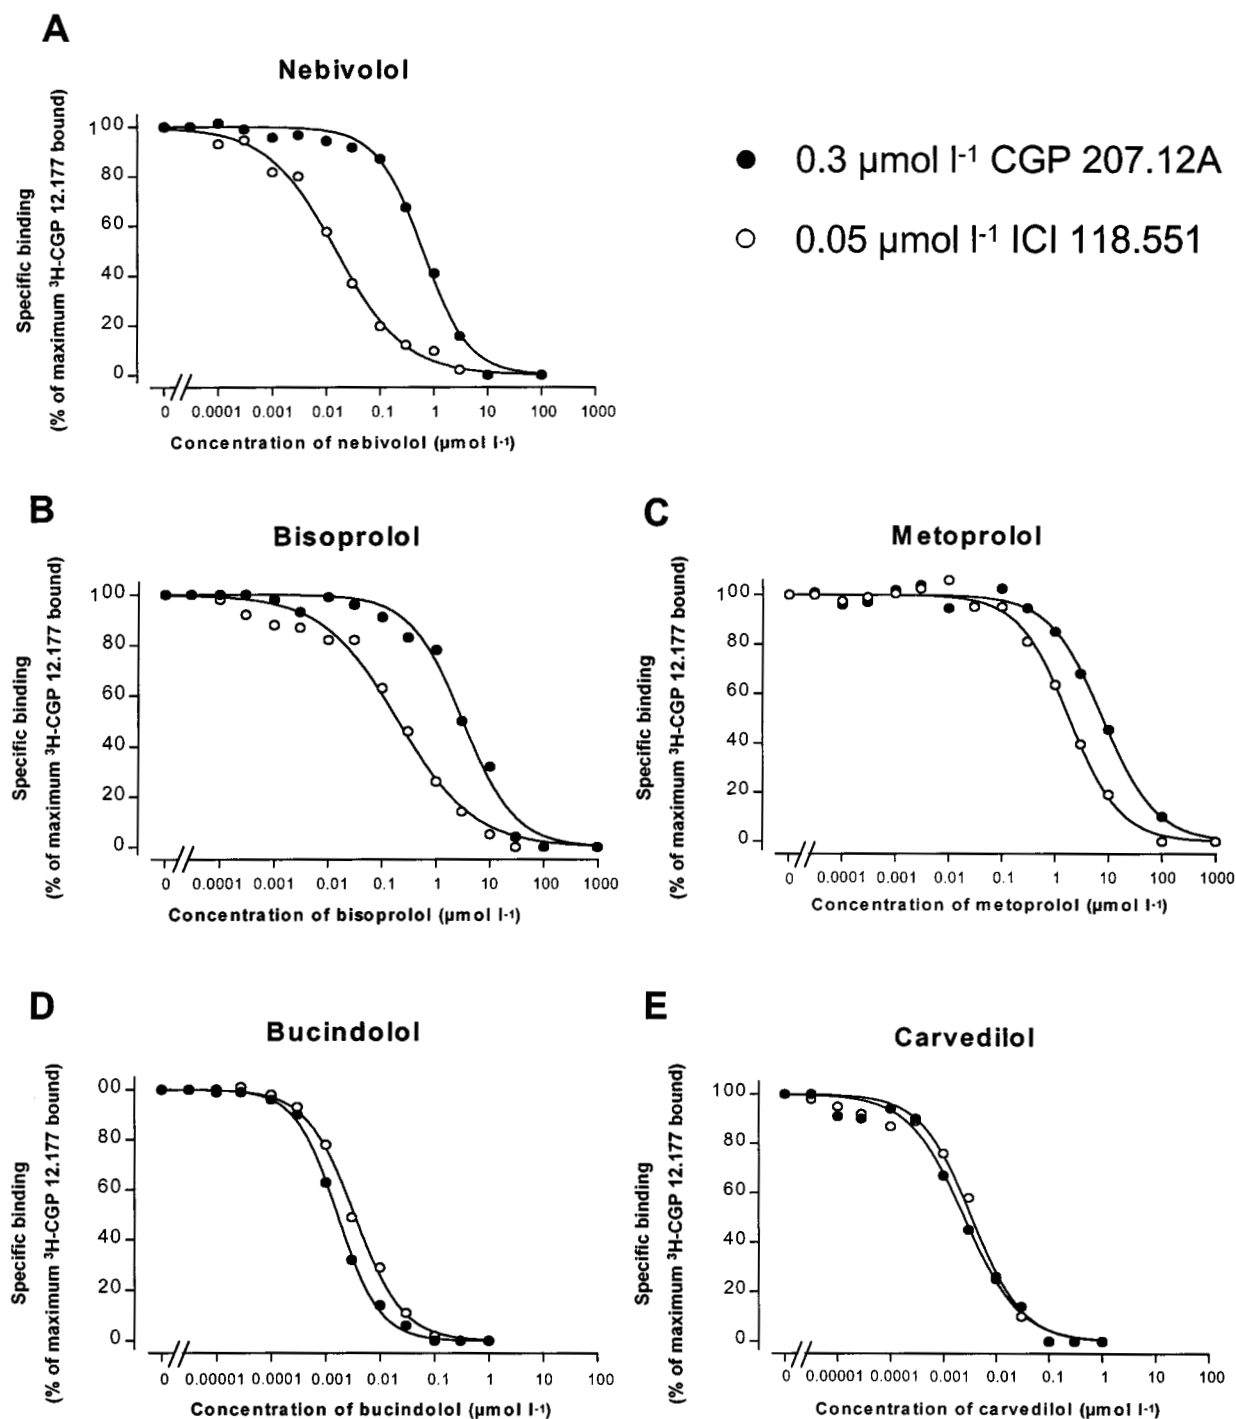 A
Nebivolol
Specific binding
(% of maximum ³H-CGP 12.177 bound)
100
80
60
40
20
0
0 0.0001 0.001 0.01 0.1 1 10 100 1000
Concentration of nebivolol (µmol l-1)
● 0.3 µmol l-1 CGP 207.12A
○ 0.05 µmol l-1 ICI 118.551
B
Bisoprolol
Specific binding
(% of maximum ³H-CGP 12.177 bound)
100
80
60
40
20
0
0 0.0001 0.001 0.01 0.1 1 10 100 1000
Concentration of bisoprolol (µmol l-1)
C
Metoprolol
Specific binding
(% of maximum ³H-CGP 12.177 bound)
100
80
60
40
20
0
0 0.0001 0.001 0.01 0.1 1 10 100 1000
Concentration of metoprolol (µmol l-1)
D
Bucindolol
Specific binding
(% of maximum ³H-CGP 12.177 bound)
00
80
60
40
20
0
0 0.00001 0.0001 0.001 0.01 0.1 1 10 100
Concentration of bucindolol (µmol l-1)
E
Carvedilol
Specific binding
(% of maximum ³H-CGP 12.177 bound)
100
80
60
40
20
0
0 0.00001 0.0001 0.001 0.01 0.1 1 10 100
Concentration of carvedilol (µmol l-1)